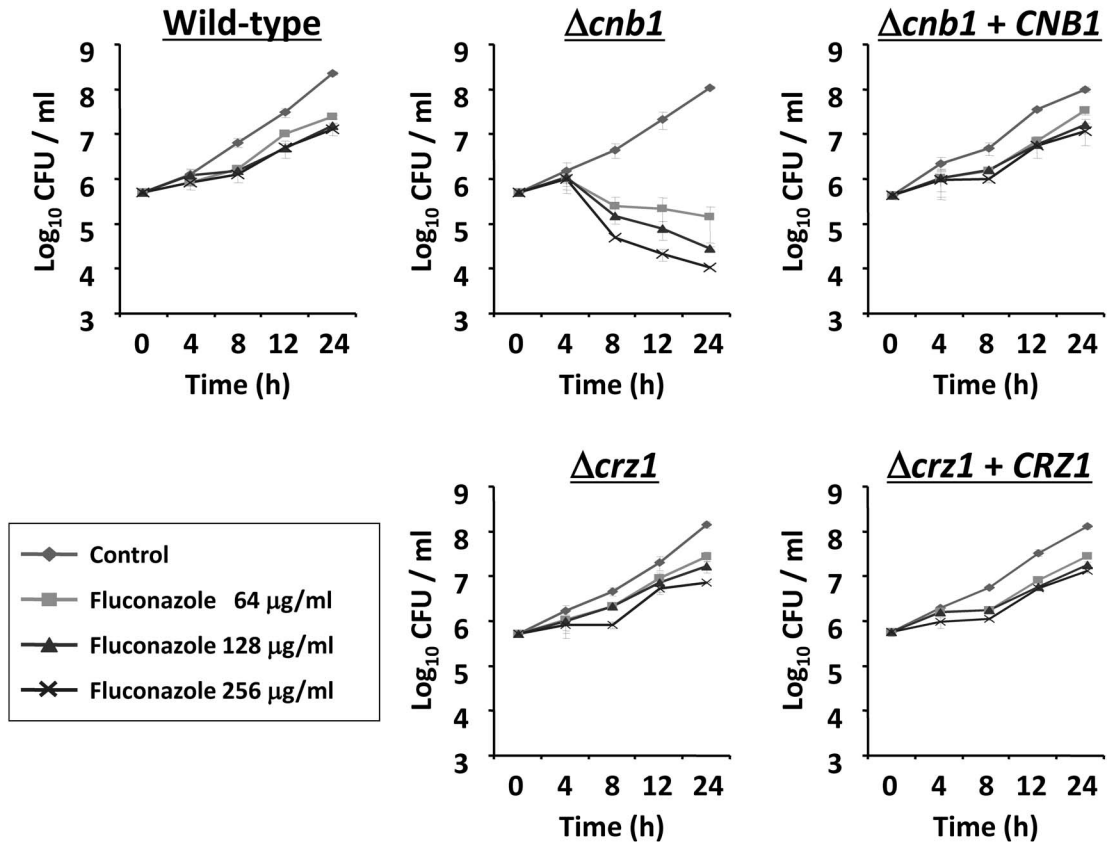 Wild-type
Δcnb1
Δcnb1 + CNB1
Log10 CFU / ml
9
8
7
6
5
4
3
0 4 8 12 24
Time (h)
Log10 CFU / ml
9
8
7
6
5
4
3
0 4 8 12 24
Time (h)
Log10 CFU / ml
9
8
7
6
5
4
3
0 4 8 12 24
Time (h)
Δcrz1
Δcrz1 + CRZ1
Control
Fluconazole 64 μg/ml
Fluconazole 128 μg/ml
Fluconazole 256 μg/ml
Log10 CFU / ml
9
8
7
6
5
4
3
0 4 8 12 24
Time (h)
Log10 CFU / ml
9
8
7
6
5
4
3
0 4 8 12 24
Time (h)